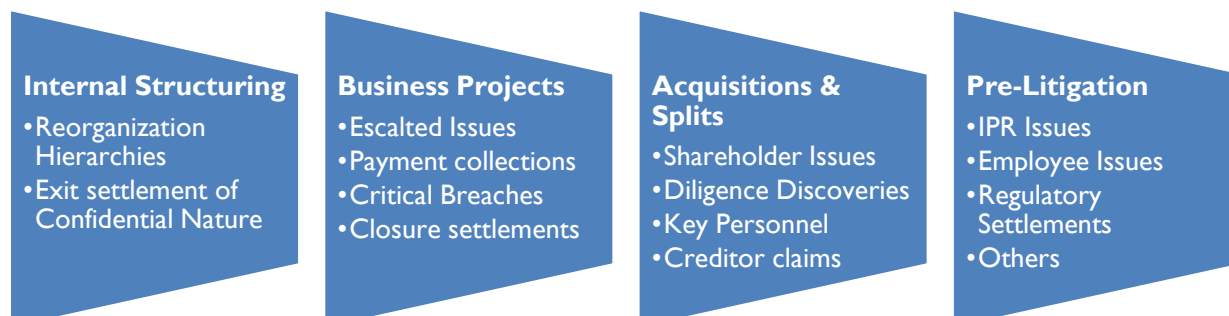 Internal Structuring
•Reorganization
Hierarchies
•Exit settlement of
Confidential Nature
Business Projects
•Escalted Issues
•Payment collections
•Critical Breaches
•Closure settlements
Acquisitions &
Splits
•Shareholder Issues
•Diligence Discoveries
•Key Personnel
•Creditor claims
Pre-Litigation
•IPR Issues
•Employee Issues
•Regulatory
Settlements
•Others